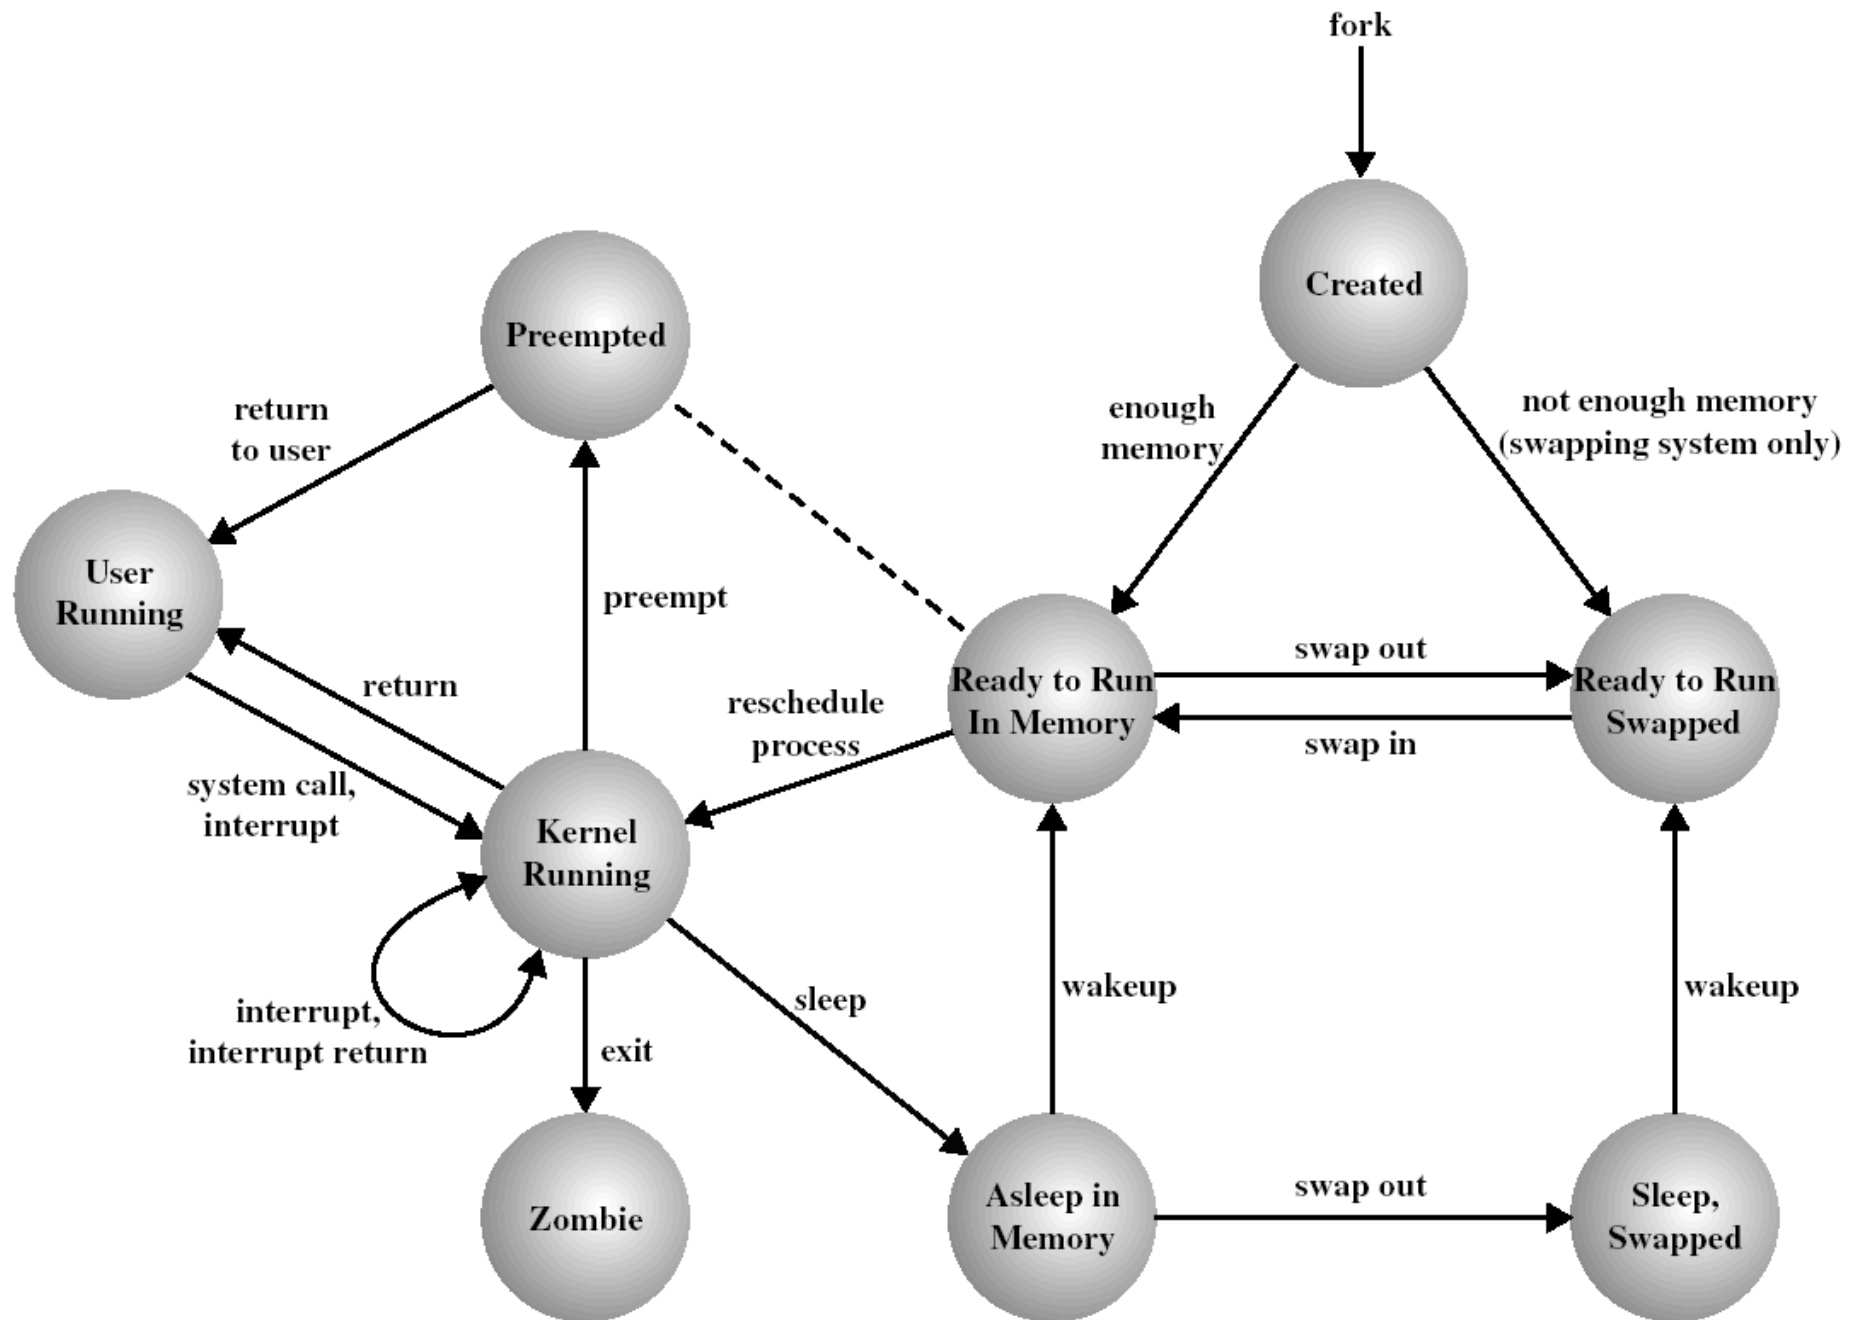 fork
Created
Preempted
return
to user
enough
memory
not enough memory
(swapping system only)
User
Running
preempt
return
reschedule
process
Ready to Run
In Memory
swap out
swap in
Ready to Run
Swapped
system call,
interrupt
Kernel
Running
interrupt,
interrupt return
exit
sleep
wakeup
wakeup
Zombie
Asleep in
Memory
swap out
Sleep,
Swapped